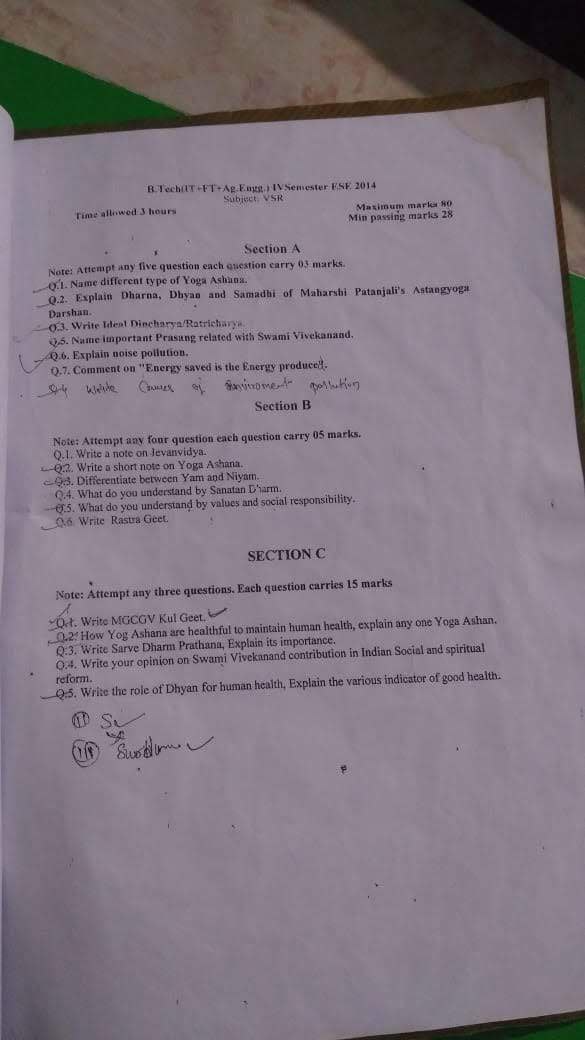 B.Tech(IT+FT+Ag.Engg.) IVSemester ESE 2014
Subject: VSR
Time allowed 3 hours
Maximum marks 80
Min passing marks 28
Section A
Note: Attempt any five question each question carry 03 marks.
Q.1. Name different type of Yoga Ashana.
Q.2. Explain Dharna, Dhyan and Samadhi of Maharshi Patanjali's Astangyoga
Darshan.
Q.3. Write Ideal Dincharya/Ratricharya.
Q.5. Name important Prasang related with Swami Vivekanand.
Q.6. Explain noise pollution.
Q.7. Comment on "Energy saved is the Energy produced.
Q.4 Write Causes of Enviroment pollution
Section B
Note: Attempt any four question each question carry 05 marks.
Q.1. Write a note on Jevanvidya.
Q.2. Write a short note on Yoga Ashana.
Q.3. Differentiate between Yam and Niyam.
Q.4. What do you understand by Sanatan Dharm.
Q.5. What do you understand by values and social responsibility.
Q.6. Write Rastra Geet.
SECTION C
Note: Attempt any three questions. Each question carries 15 marks
Q.1. Write MGCGV Kul Geet.
Q.2. How Yog Ashana are healthful to maintain human health, explain any one Yoga Ashan.
Q.3. Write Sarve Dharm Prathana, Explain its importance.
Q.4. Write your opinion on Swami Vivekanand contribution in Indian Social and spiritual
reform.
Q.5. Write the role of Dhyan for human health, Explain the various indicator of good health.